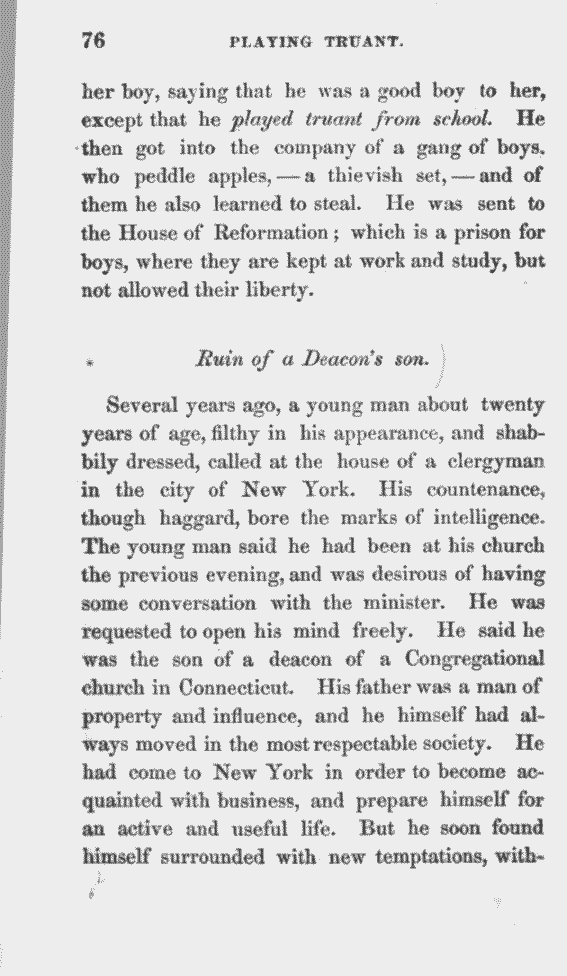 76 PLAYING TRUANT.
her boy, saying that he was a good boy to her,
except that he played truant from school. He
then got into the company of a gang of boys.
who peddle apples, — a thievish set, — and of
them he also learned to steal. He was sent to
the House of Reformation; which is a prison for
boys, where they are kept at work and study, but
not allowed their liberty.
* Ruin of a Deacon's son.
Several years ago, a young man about twenty
years of age, filthy in his appearance, and shab-
bily dressed, called at the house of a clergyman
in the city of New York. His countenance,
though haggard, bore the marks of intelligence.
The young man said he had been at his church
the previous evening, and was desirous of having
some conversation with the minister. He was
requested to open his mind freely. He said he
was the son of a deacon of a Congregational
church in Connecticut. His father was a man of
property and influence, and he himself had al-
ways moved in the most respectable society. He
had come to New York in order to become ac-
quainted with business, and prepare himself for
an active and useful life. But he soon found
himself surrounded with new temptations, with-